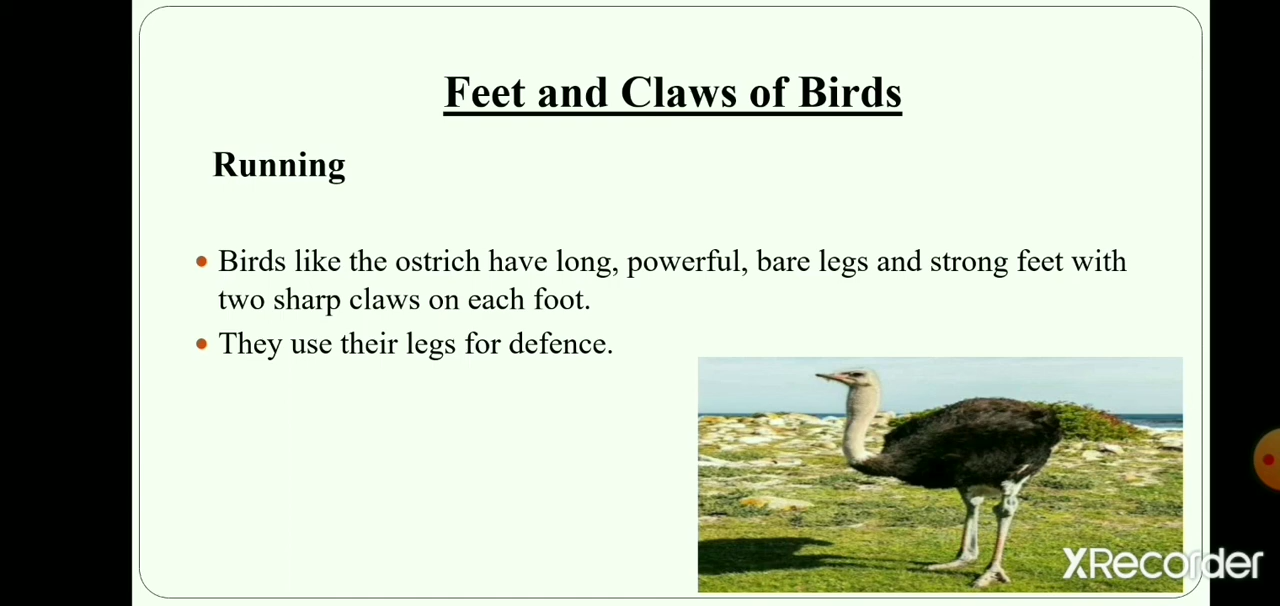 Feet and Claws of Birds
Running
• Birds like the ostrich have long, powerful, bare legs and strong feet with
two sharp claws on each foot.
• They use their legs for defence.
XRecorder